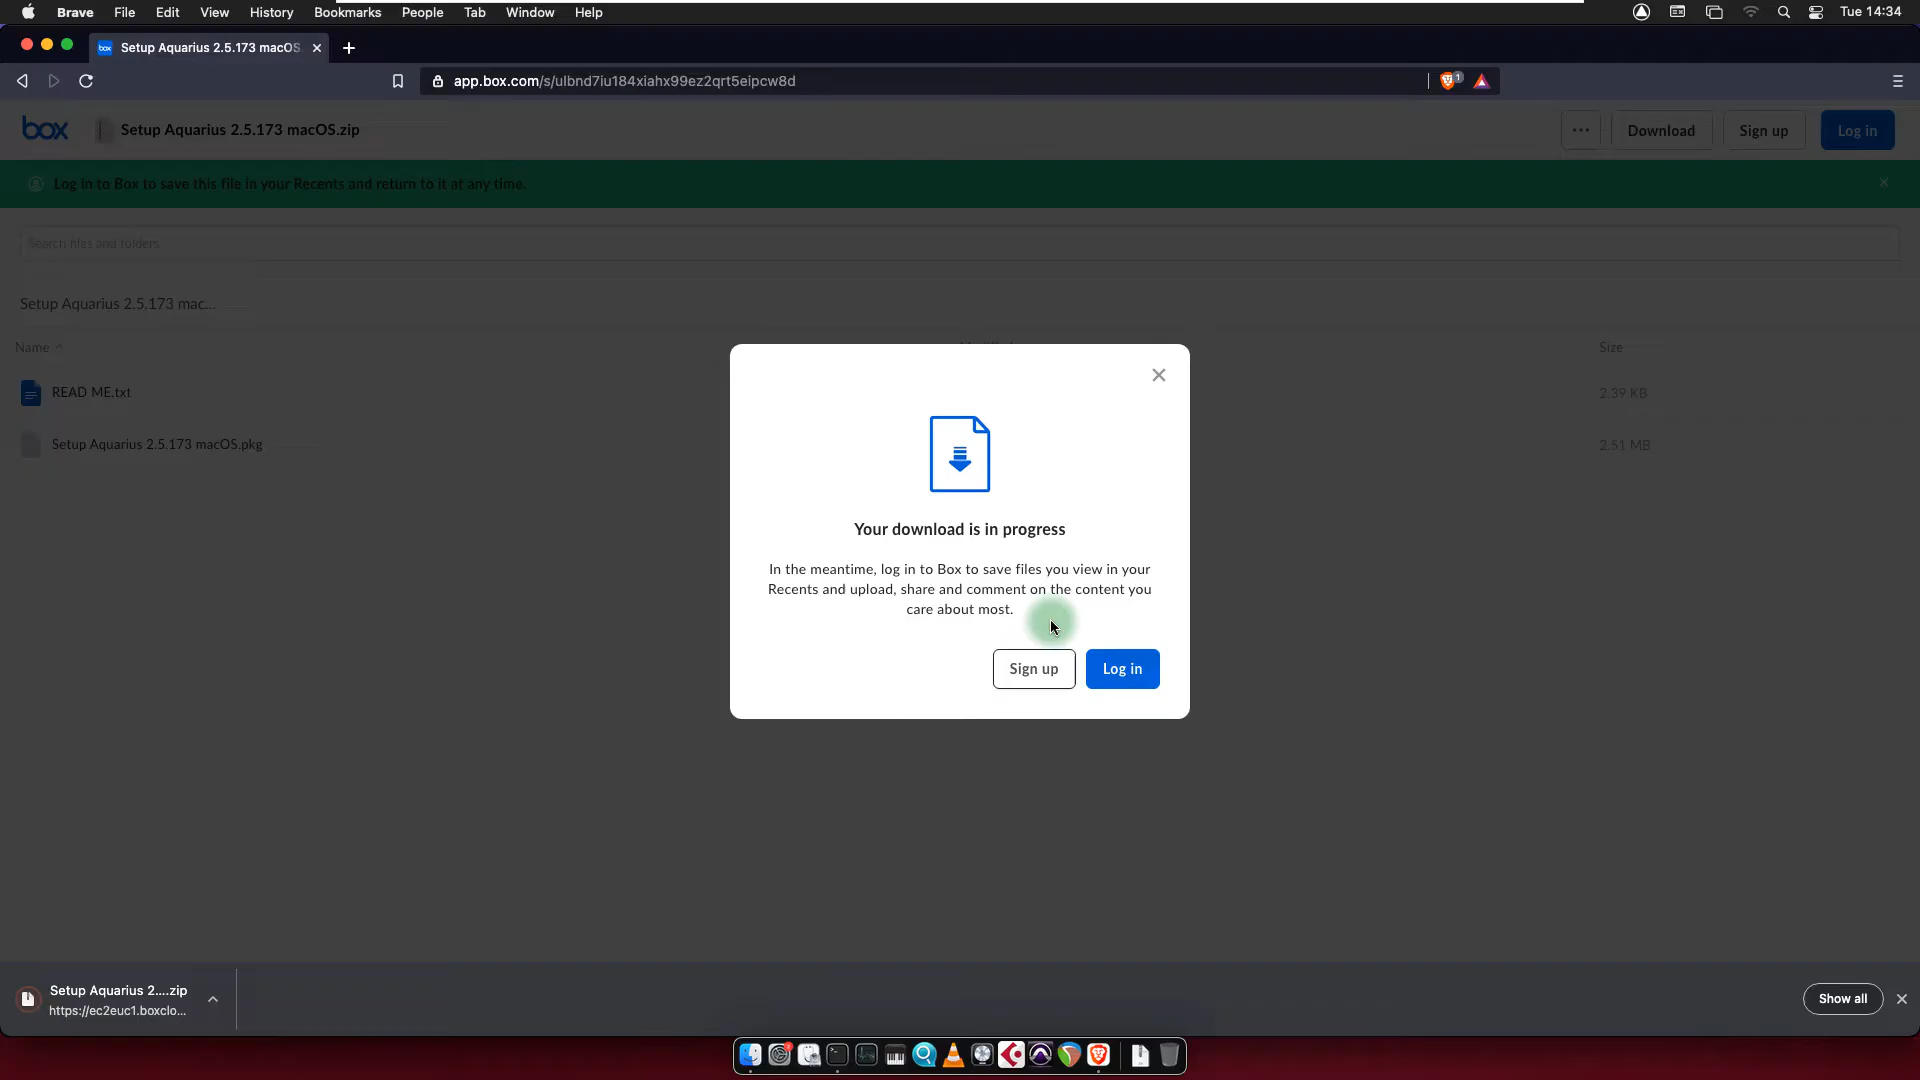 Brave File Edit View History Bookmarks People Tab Window Help Tue 14:34
Setup Aquarius 2.5.173 macOS
app.box.com/s/ulbnd7iu184xiahx99ez2qrt5eipcw8d
1
box Setup Aquarius 2.5.173 macOS.zip ... Download Sign up Log in
Log in to Box to save this file in your Recents and return to it at any time.
Search files and folders
Setup Aquarius 2.5.173 mac...
Name Size
READ ME.txt 2.39 KB
Setup Aquarius 2.5.173 macOS.pkg 2.51 MB
Your download is in progress
In the meantime, log in to Box to save files you view in your
Recents and upload, share and comment on the content you
care about most.
Sign up Log in
Setup Aquarius 2....zip
https://ec2euc1.boxclo...
Show all